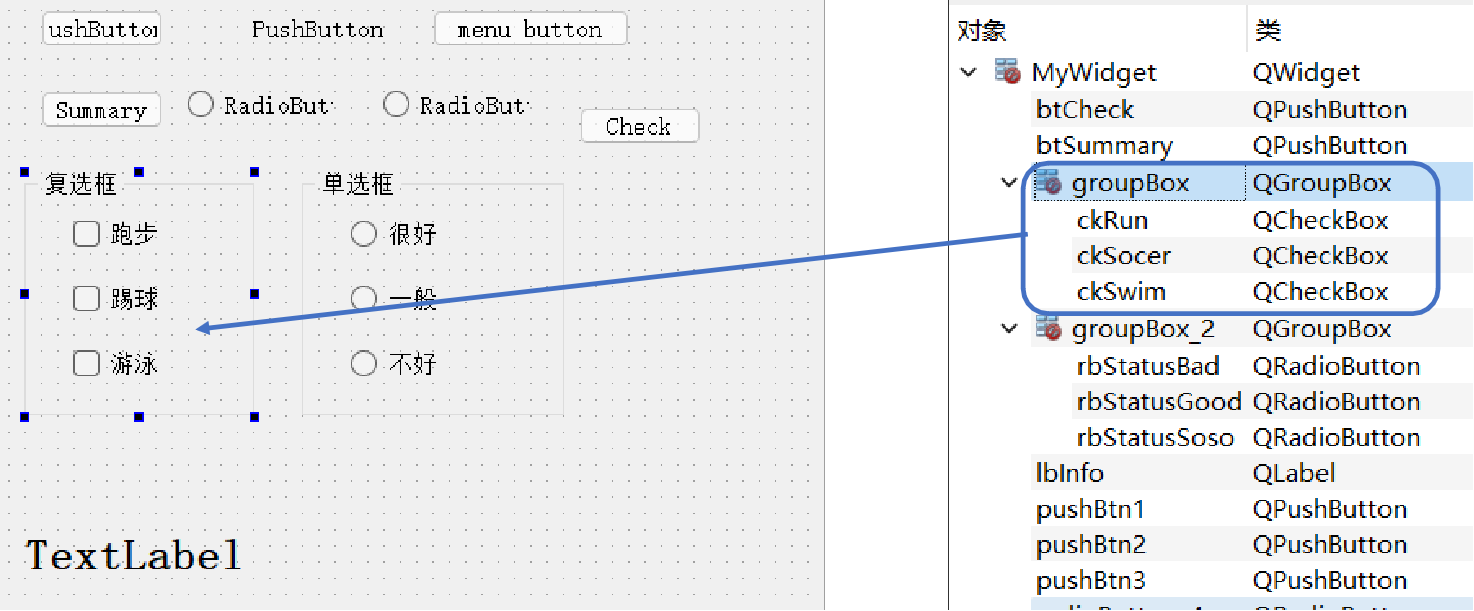 ushButton
PushButton
menu button
Summary
RadioBut
RadioBut
Check
复选框
跑步
踢球
游泳
单选框
很好
一般
不好
TextLabel
对象 类
MyWidget QWidget
btCheck QPushButton
btSummary QPushButton
groupBox QGroupBox
ckRun QCheckBox
ckSocer QCheckBox
ckSwim QCheckBox
groupBox_2 QGroupBox
rbStatusBad QRadioButton
rbStatusGood QRadioButton
rbStatusSoso QRadioButton
lbInfo QLabel
pushBtn1 QPushButton
pushBtn2 QPushButton
pushBtn3 QPushButton